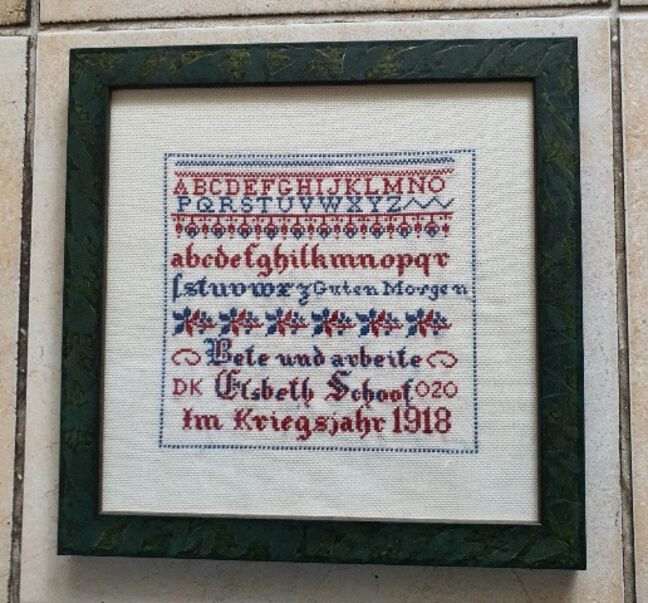 ABCDEFGHIJKLMNO
PQRSTUVWXYZ
abcdefghilkmnopqr
ſstuvwxz Guten Morgen
Bete und arbeite
DK Elsbeth Schoof 020
Im Kriegsjahr 1918